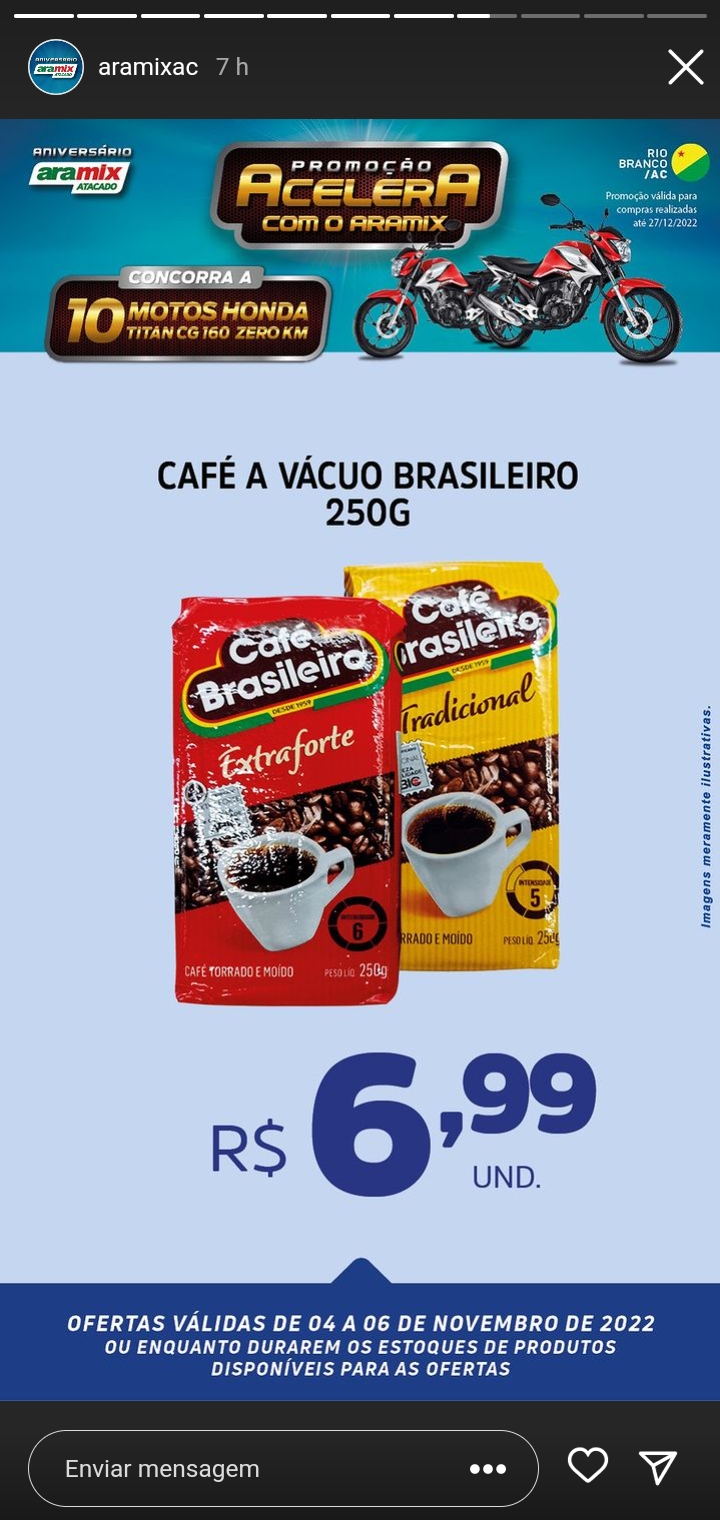 aramixac 7 h
ANIVERSÁRIO
aramix
ATACADO
PROMOÇÃO
ACELERA
COM O ARAMIX
RIO
BRANCO
/AC
Promoção válida para
compras realizadas
até 27/12/2022
CONCORRA A
10 MOTOS HONDA
TITAN CG 160 ZERO KM
CAFÉ A VÁCUO BRASILEIRO
250G
Café
Brasileiro
DESDE 1959
Extraforte
INTENSIDADE
6
CAFÉ TORRADO E MOÍDO
PESO LÍQ. 250g
Café
Brasileiro
DESDE 1959
Tradicional
INTENSIDADE
5
RRADO E MOÍDO
PESO LÍQ. 250g
Imagens meramente ilustrativas.
R$ 6,99
UND.
OFERTAS VÁLIDAS DE 04 A 06 DE NOVEMBRO DE 2022
OU ENQUANTO DURAREM OS ESTOQUES DE PRODUTOS
DISPONÍVEIS PARA AS OFERTAS
Enviar mensagem